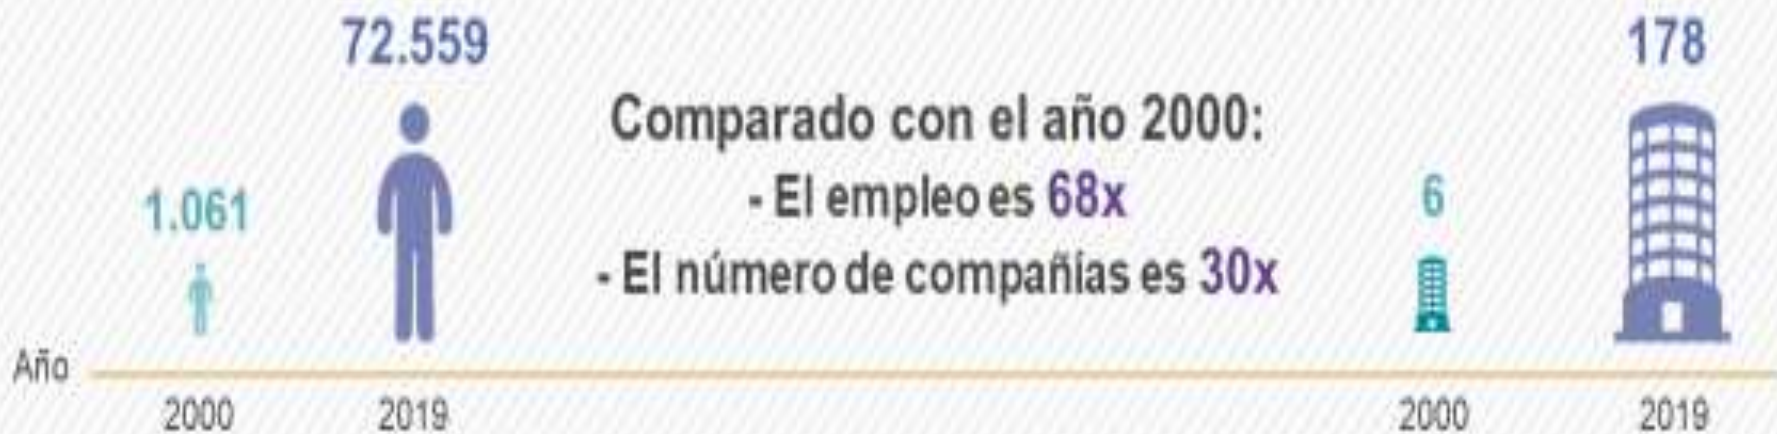 72.559
178
Comparado con el año 2000:
- El empleo es 68x
1.061
6
- El número de compañías es 30x
Año
2000 2019 2000 2019